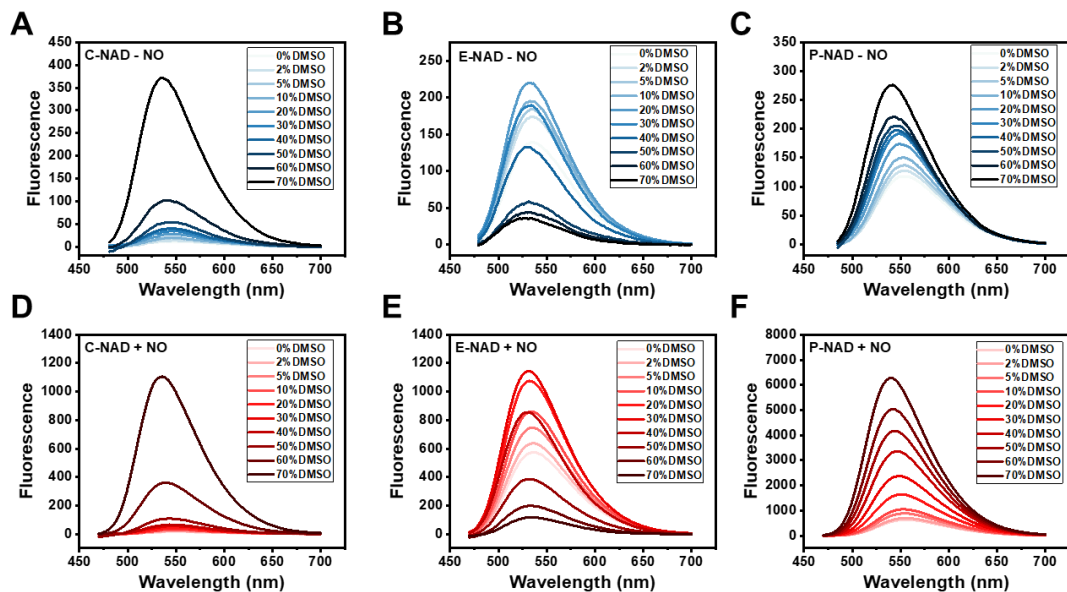 A
C-NAD - NO
Fluorescence
450
400
350
300
250
200
150
100
50
0
0%DMSO
2%DMSO
5%DMSO
10%DMSO
20%DMSO
30%DMSO
40%DMSO
50%DMSO
60%DMSO
70%DMSO
450 500 550 600 650 700
Wavelength (nm)
B
E-NAD - NO
Fluorescence
250
200
150
100
50
0
0%DMSO
2%DMSO
5%DMSO
10%DMSO
20%DMSO
30%DMSO
40%DMSO
50%DMSO
60%DMSO
70%DMSO
450 500 550 600 650 700
Wavelength (nm)
C
P-NAD - NO
Fluorescence
350
300
250
200
150
100
50
0
0%DMSO
2%DMSO
5%DMSO
10%DMSO
20%DMSO
30%DMSO
40%DMSO
50%DMSO
60%DMSO
70%DMSO
450 500 550 600 650 700
Wavelength (nm)
D
C-NAD + NO
Fluorescence
1400
1200
1000
800
600
400
200
0
0%DMSO
2%DMSO
5%DMSO
10%DMSO
20%DMSO
30%DMSO
40%DMSO
50%DMSO
60%DMSO
70%DMSO
450 500 550 600 650 700
Wavelength (nm)
E
E-NAD + NO
Fluorescence
1400
1200
1000
800
600
400
200
0
0%DMSO
2%DMSO
5%DMSO
10%DMSO
20%DMSO
30%DMSO
40%DMSO
50%DMSO
60%DMSO
70%DMSO
450 500 550 600 650 700
Wavelength (nm)
F
P-NAD + NO
Fluorescence
8000
7000
6000
5000
4000
3000
2000
1000
0
0%DMSO
2%DMSO
5%DMSO
10%DMSO
20%DMSO
30%DMSO
40%DMSO
50%DMSO
60%DMSO
70%DMSO
450 500 550 600 650 700
Wavelength (nm)